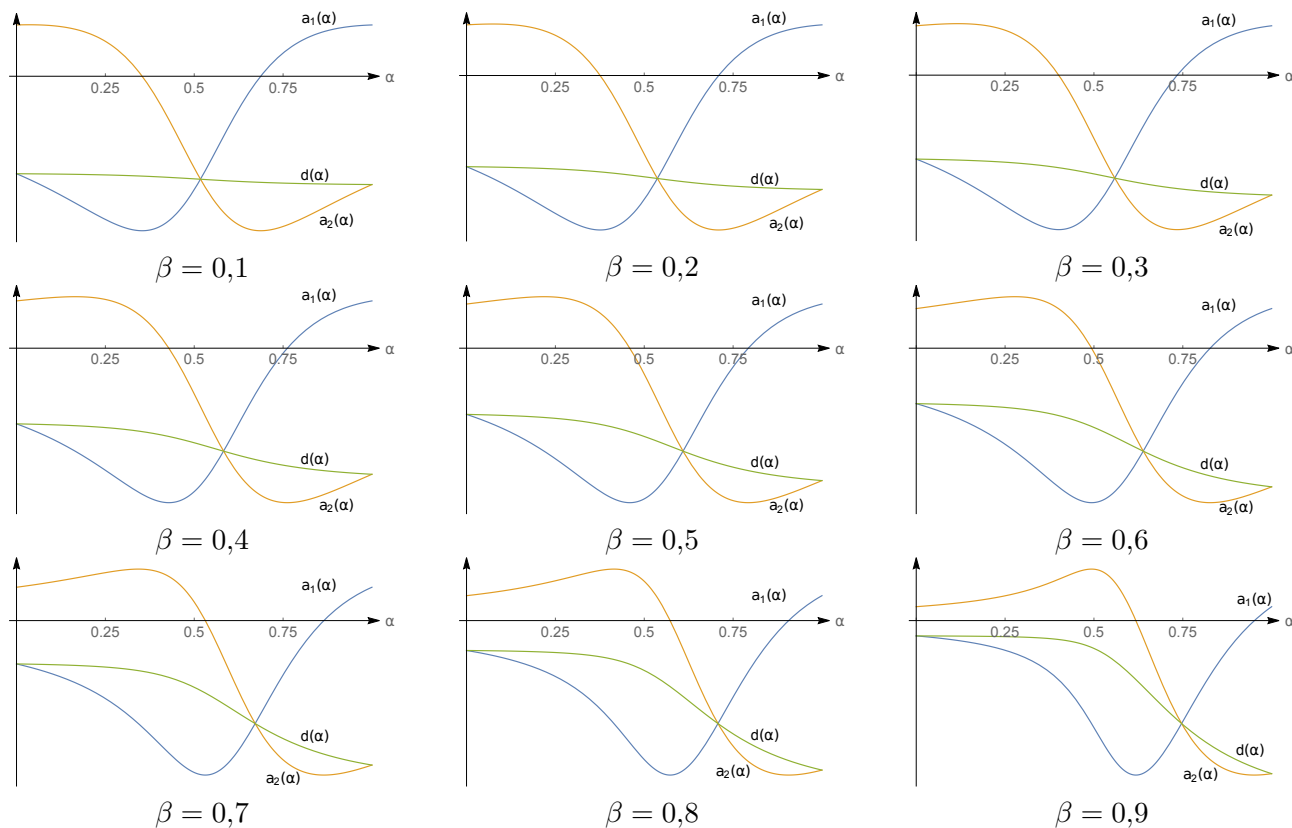 a₁(α) a₁(α) a₁(α)
α α α
0.25 0.5 0.75 0.25 0.5 0.75 0.25 0.5 0.75
d(α) d(α) d(α)
a₂(α) a₂(α) a₂(α)
β = 0,1 β = 0,2 β = 0,3
a₁(α) a₁(α) a₁(α)
α α α
0.25 0.5 0.75 0.25 0.5 0.75 0.25 0.5 0.75
d(α) d(α) d(α)
a₂(α) a₂(α) a₂(α)
β = 0,4 β = 0,5 β = 0,6
a₁(α) a₁(α) a₁(α)
α α α
0.25 0.5 0.75 0.25 0.5 0.75 0.25 0.5 0.75
d(α) d(α) d(α)
a₂(α) a₂(α) a₂(α)
β = 0,7 β = 0,8 β = 0,9